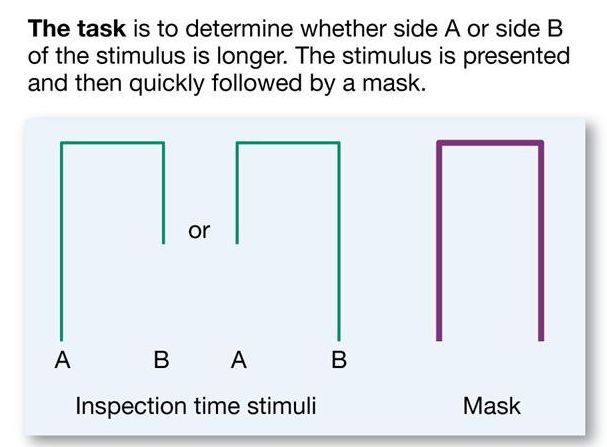 The task is to determine whether side A or side B
of the stimulus is longer. The stimulus is presented
and then quickly followed by a mask.
or
A B A B
Inspection time stimuli Mask